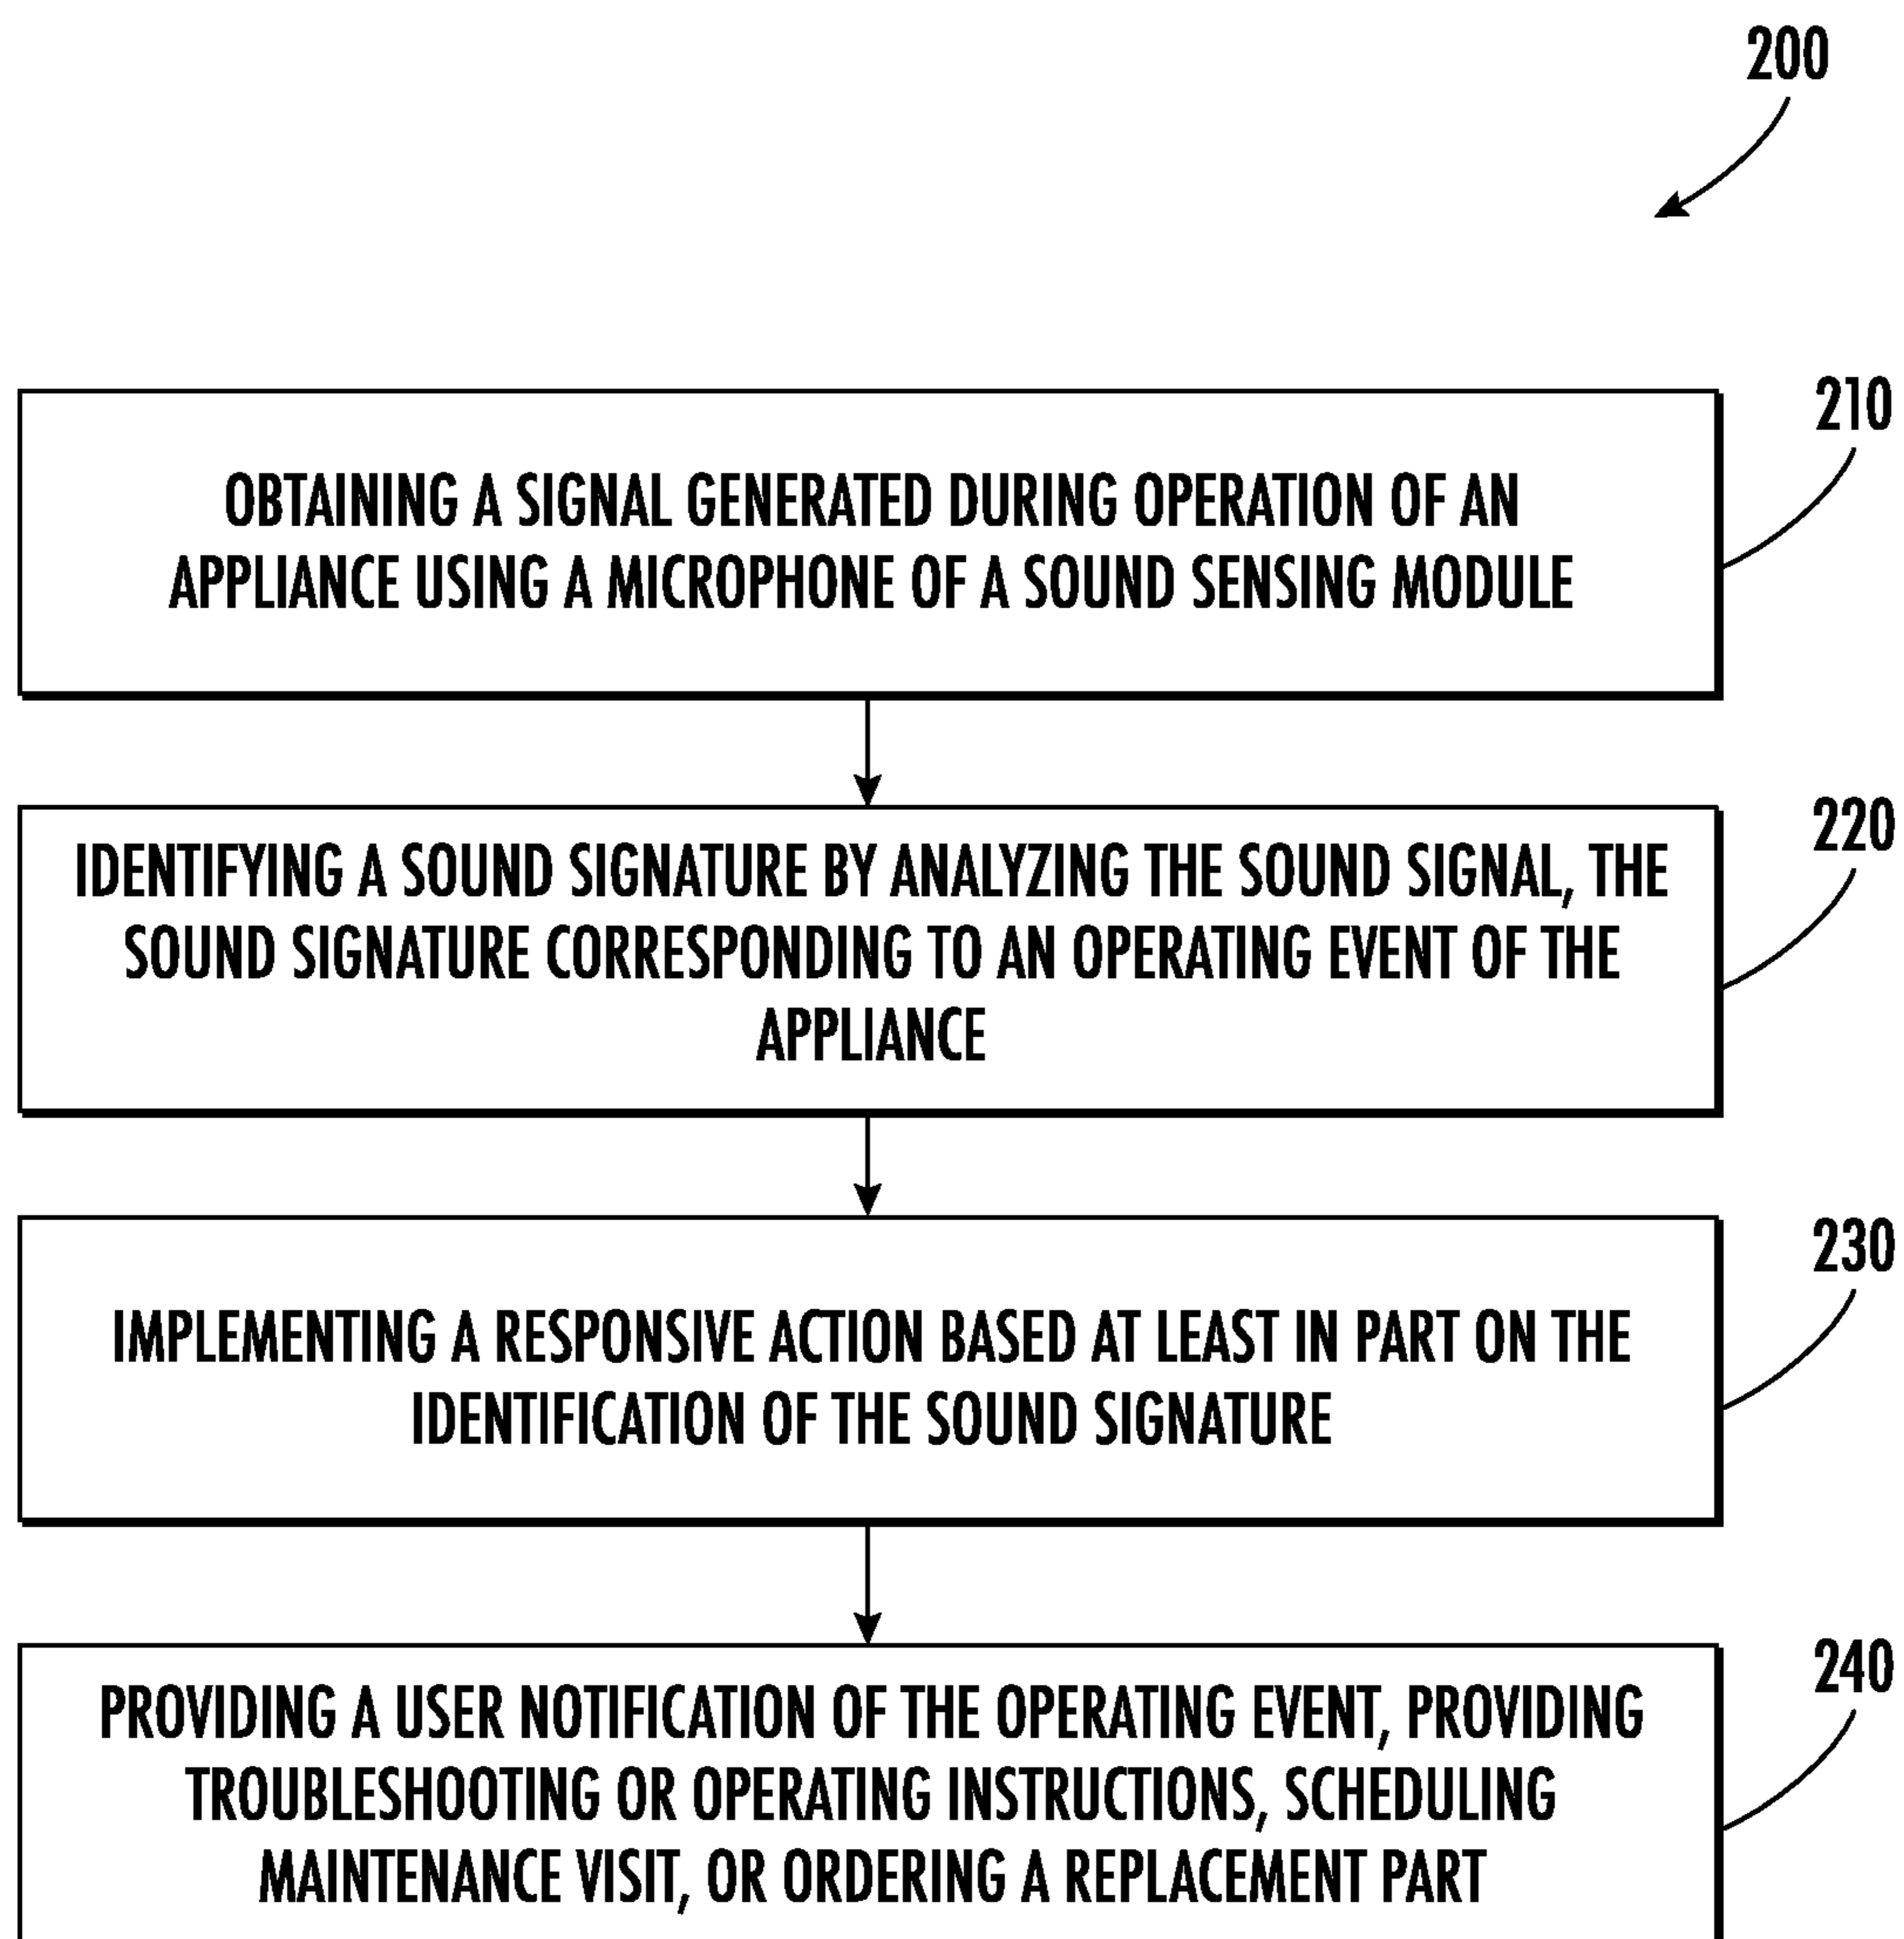 200
210
OBTAINING A SIGNAL GENERATED DURING OPERATION OF AN
APPLIANCE USING A MICROPHONE OF A SOUND SENSING MODULE
220
IDENTIFYING A SOUND SIGNATURE BY ANALYZING THE SOUND SIGNAL, THE
SOUND SIGNATURE CORRESPONDING TO AN OPERATING EVENT OF THE
APPLIANCE
230
IMPLEMENTING A RESPONSIVE ACTION BASED AT LEAST IN PART ON THE
IDENTIFICATION OF THE SOUND SIGNATURE
240
PROVIDING A USER NOTIFICATION OF THE OPERATING EVENT, PROVIDING
TROUBLESHOOTING OR OPERATING INSTRUCTIONS, SCHEDULING
MAINTENANCE VISIT, OR ORDERING A REPLACEMENT PART